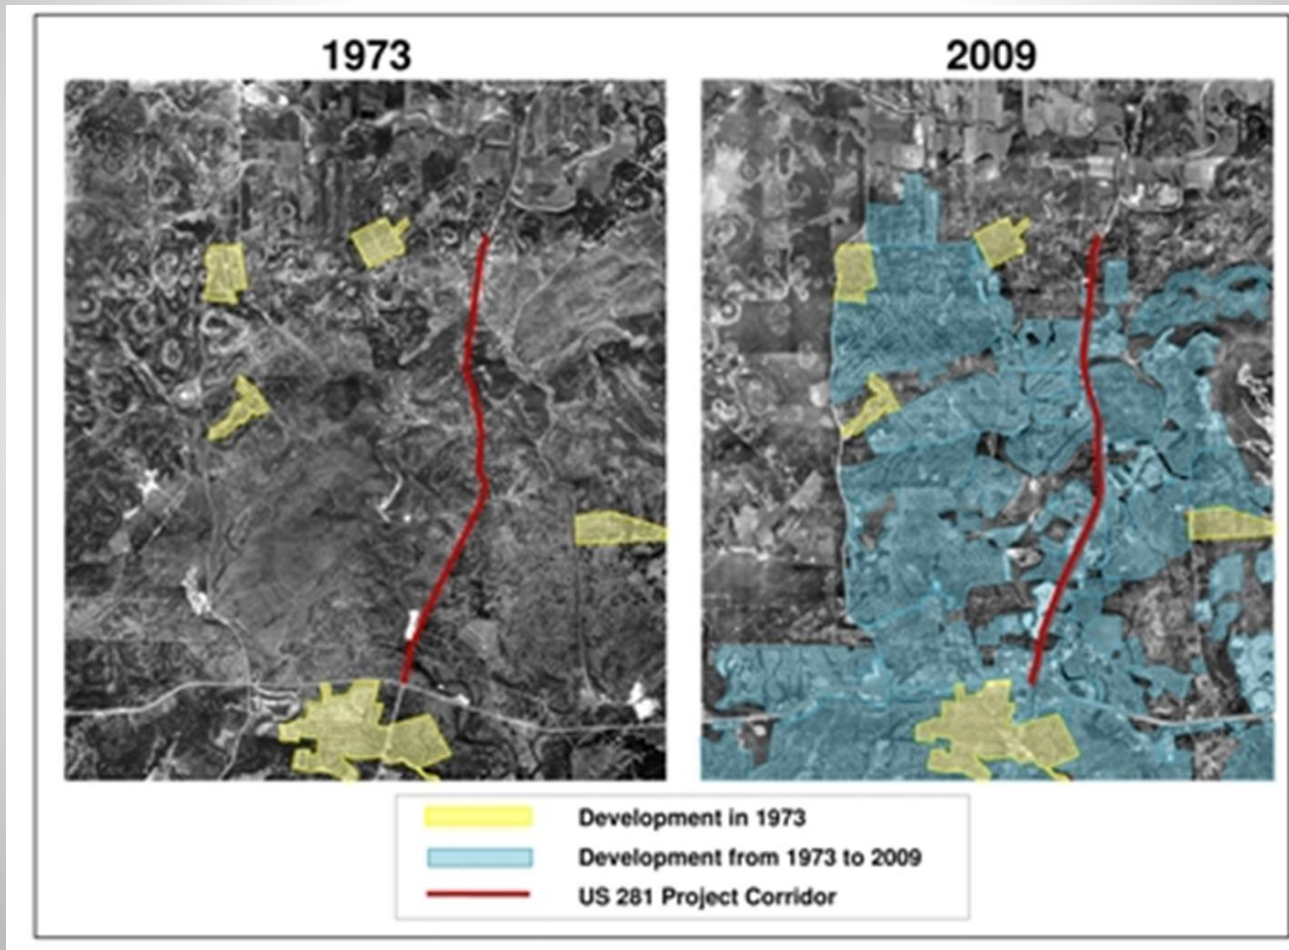 1973
2009
Development in 1973
Development from 1973 to 2009
US 281 Project Corridor